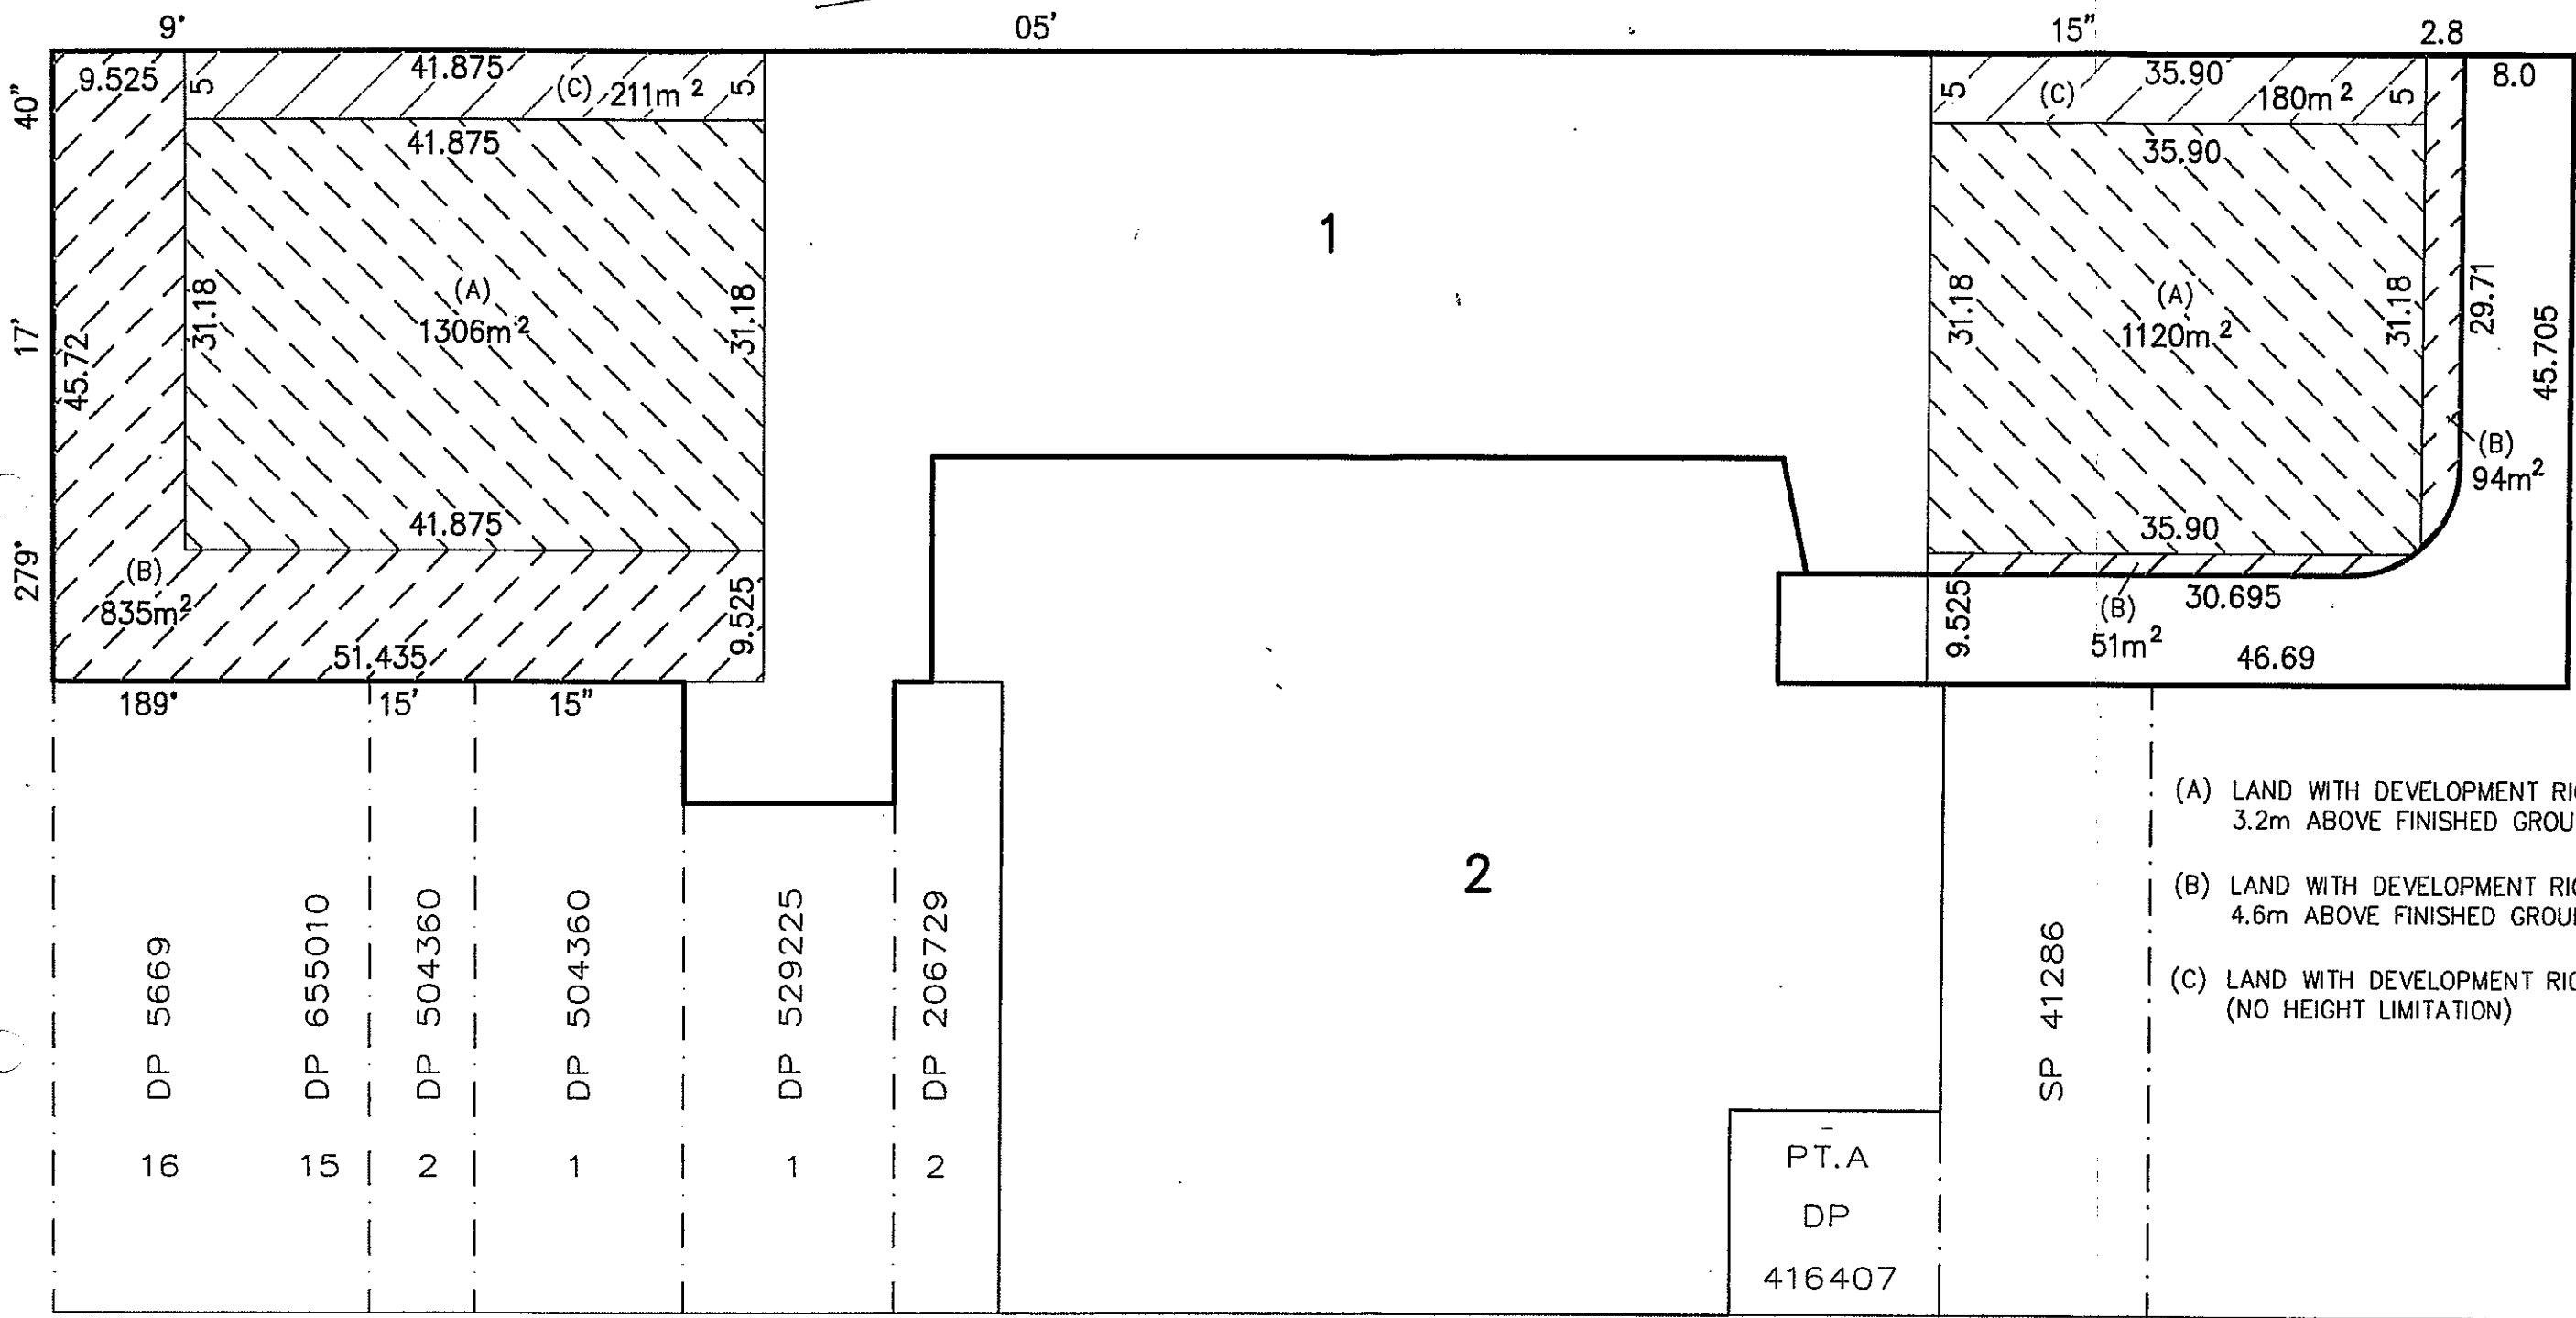 9° 05' 15" 2.8
9.525 5 41.875 (C) 211m² 5
5 35.90 (C) 180m² 5 8.0
41.875
35.90
279° 17' 40"
45.72
31.18 (A) 1306m² 31.18
1
31.18 (A) 1120m² 31.18
29.71
45.705
41.875
35.90
(B) 94m²
(B) 835m²
9.525
51.435
9.525
(B) 51m²
30.695
46.69
189° 15' 15"
2
16 DP 5669
15 DP 655010
2 DP 504360
1 DP 504360
1 DP 529225
2 DP 206729
PT.A
DP
416407
SP 41286
(A) LAND WITH DEVELOPMENT
3.2m ABOVE FINISHED
(B) LAND WITH DEVELOPMENT
4.6m ABOVE FINISHED
(C) LAND WITH DEVELOPMENT
(NO HEIGHT LIMITATION)